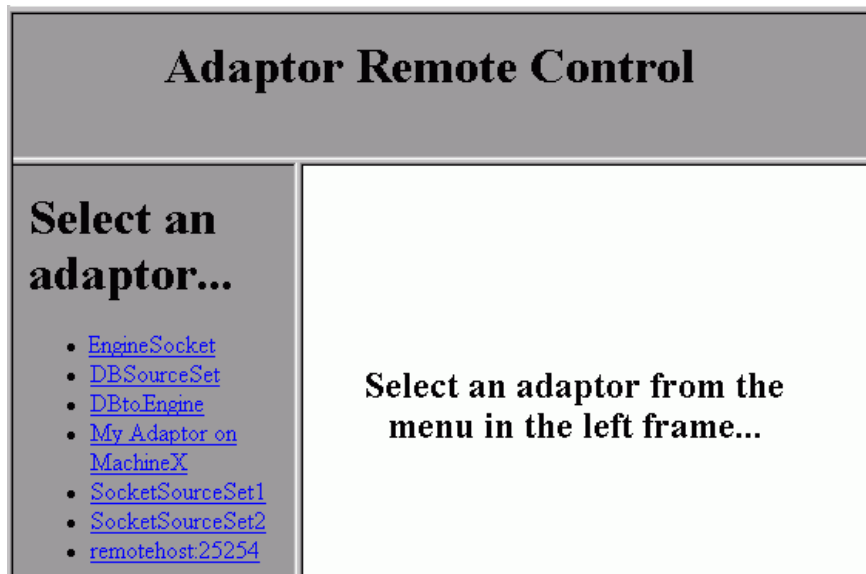 Adaptor Remote Control
Select an
adaptor...
EngineSocket
DBSourceSet
DBtoEngine
My Adaptor on
MachineX
SocketSourceSet1
SocketSourceSet2
remotehost:25254
Select an adaptor from the
menu in the left frame...